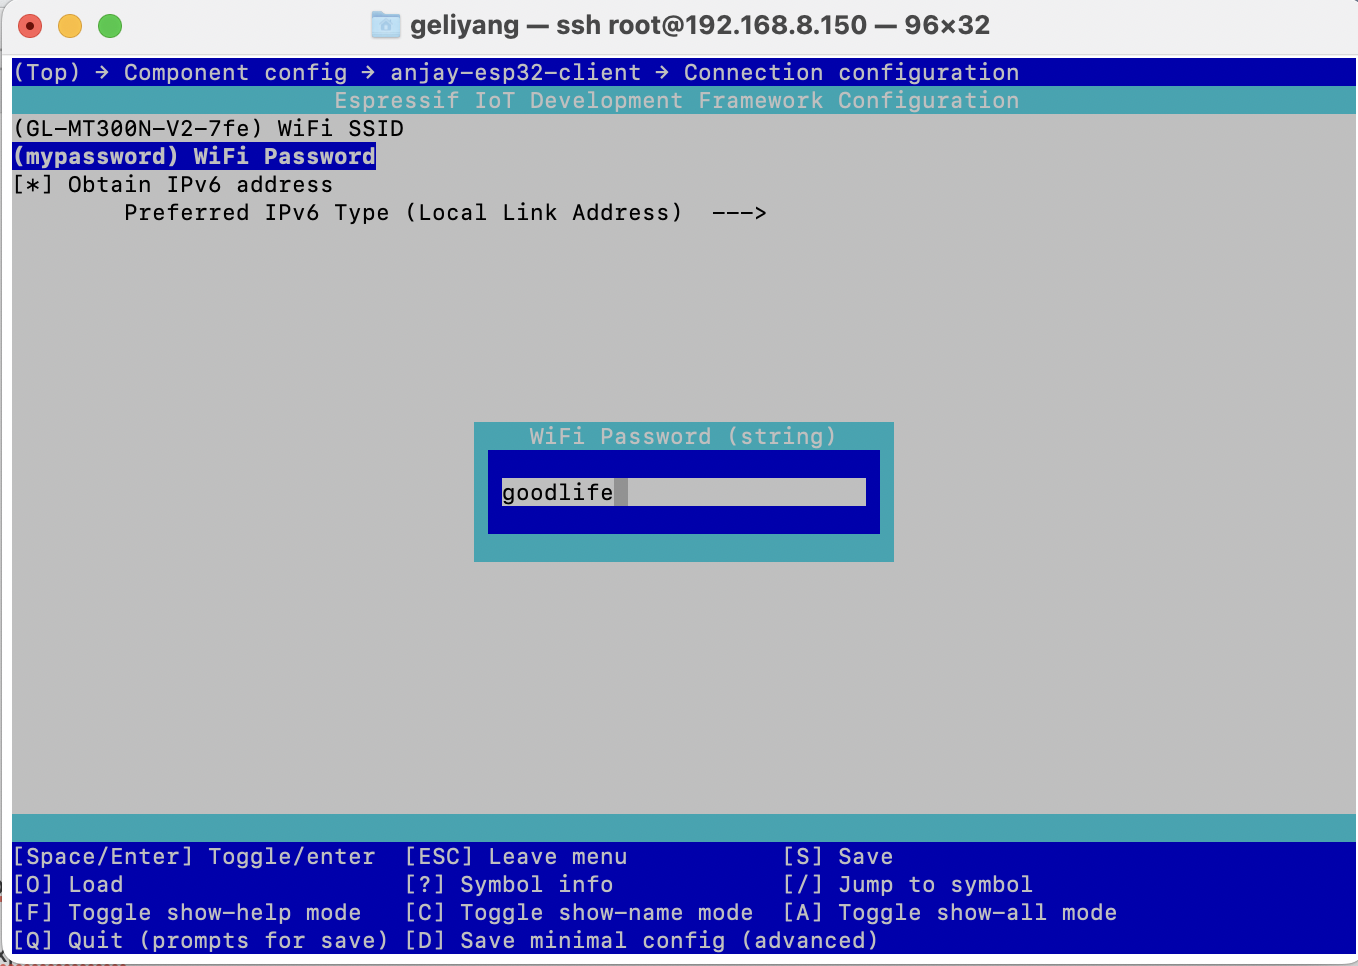 geliyang — ssh root@192.168.8.150 — 96×32
(Top) → Component config → anjay-esp32-client → Connection configuration
Espressif IoT Development Framework Configuration
(GL-MT300N-V2-7fe) WiFi SSID
(mypassword) WiFi Password
[*] Obtain IPv6 address
Preferred IPv6 Type (Local Link Address)  --->
WiFi Password (string)
goodlife
[Space/Enter] Toggle/enter  [ESC] Leave menu  [S] Save
[O] Load  [?] Symbol info  [/] Jump to symbol
[F] Toggle show-help mode  [C] Toggle show-name mode  [A] Toggle show-all mode
[Q] Quit (prompts for save) [D] Save minimal config (advanced)